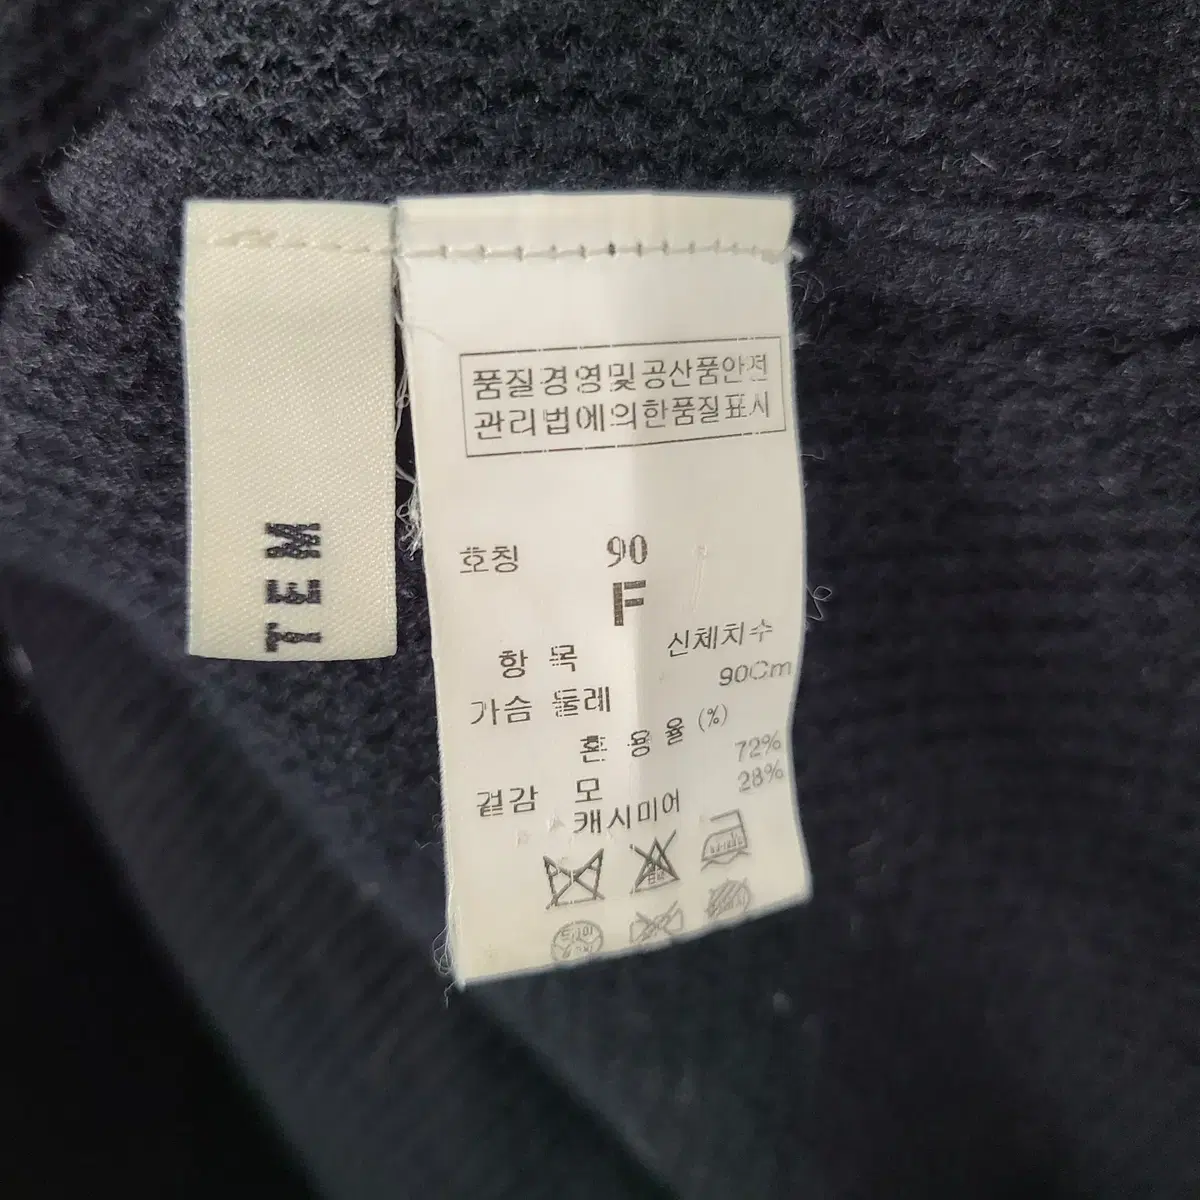 TEM
품질경영및공산품안전
관리법에의한품질표시
호칭 90
F
항 목 신체치수
가슴 둘레 90Cm
혼 용 율 (%)
겉감 모 72%
캐시미어 28%